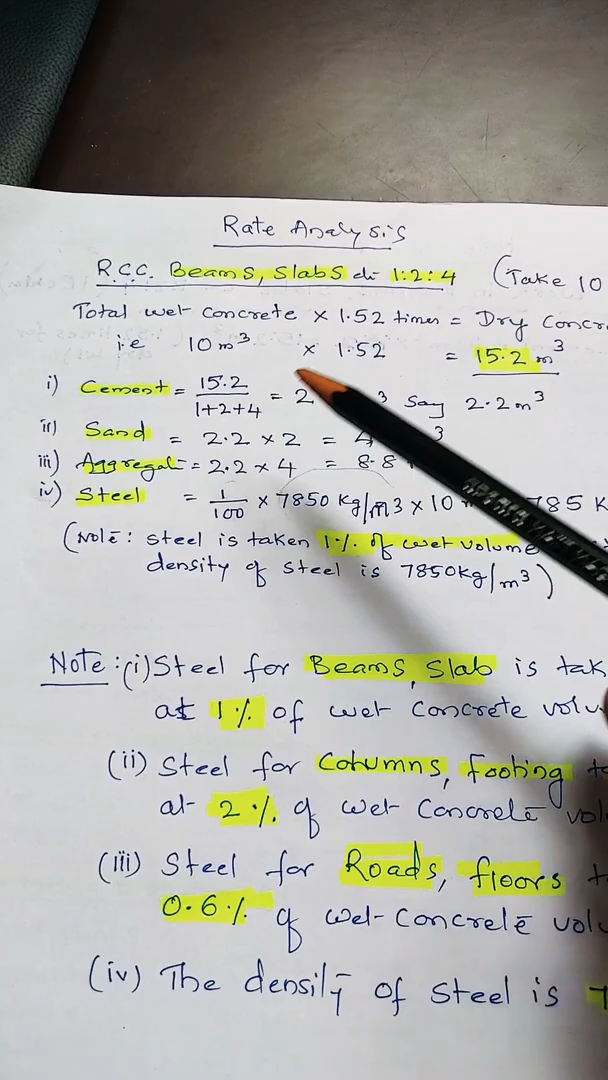 Rate Analysis
R.C.C. Beams, Slabs in 1:2:4 (Take 10
Total wet concrete × 1.52 times = Dry Concr
i.e 10 m³ × 1.52 = 15.2 m³
i) Cement = 15.2 / 1+2+4 = 2 ³ Say 2.2 m³
ii) Sand = 2.2 × 2 = 4 3
iii) Aggregate = 2.2 × 4 = 8.8
iv) Steel = 1/100 × 7850 Kg/m3 × 10 785 K
(Note: steel is taken 1% of wet volume
density of steel is 7850 kg/m³)
Note: (i) Steel for Beams, Slab is tak
at 1% of wet Concrete volu
(ii) Steel for Columns, footing t
at 2% of wet Concrete vol
(iii) Steel for Roads, floors t
0.6% of wet-Concrete volu
(iv) The density of Steel is 7